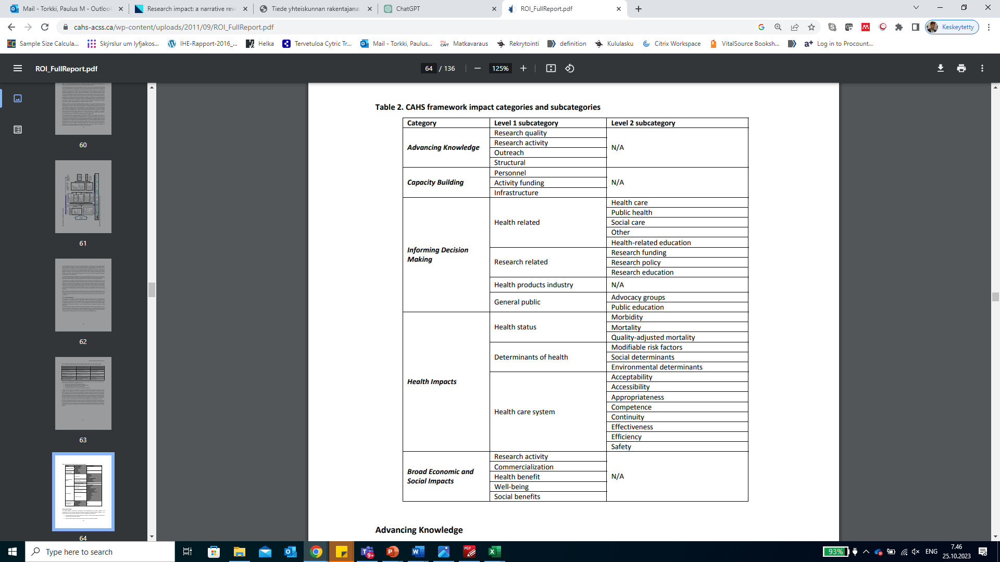 Mail - Torkki, Paulus M - Outloo
Research impact: a narrative revi
Tiede yhteiskunnan rakentajana:
ChatGPT
ROI_FullReport.pdf
cahs-acss.ca/wp-content/uploads/2011/09/ROI_FullReport.pdf
Keskeytetty
Sample Size Calcula...
Skýrslur um lyfjakos...
IHE-Rapport-2016_...
Helka
Tervetuloa Cytric Tr...
Mail - Torkki, Paulus...
Matkavaraus
Rekrytointi
definition
Kululasku
Citrix Workspace
VitalSource Booksh...
Log in to Procount...
ROI_FullReport.pdf
64 / 136
125%
60
61
62
63
64
Table 2. CAHS framework impact categories and subcategories
Category Level 1 subcategory Level 2 subcategory
Advancing Knowledge
Research quality
Research activity
Outreach
Structural
N/A
Capacity Building
Personnel
Activity funding
Infrastructure
N/A
Informing Decision
Making
Health related
Health care
Public health
Social care
Other
Health-related education
Research related
Research funding
Research policy
Research education
Health products industry
N/A
General public
Advocacy groups
Public education
Health Impacts
Health status
Morbidity
Mortality
Quality-adjusted mortality
Determinants of health
Modifiable risk factors
Social determinants
Environmental determinants
Health care system
Acceptability
Accessibility
Appropriateness
Competence
Continuity
Effectiveness
Efficiency
Safety
Broad Economic and
Social Impacts
Research activity
Commercialization
Health benefit
Well-being
Social benefits
N/A
Advancing Knowledge
Type here to search
9+
PDF
93%
ENG
7.46
25.10.2023